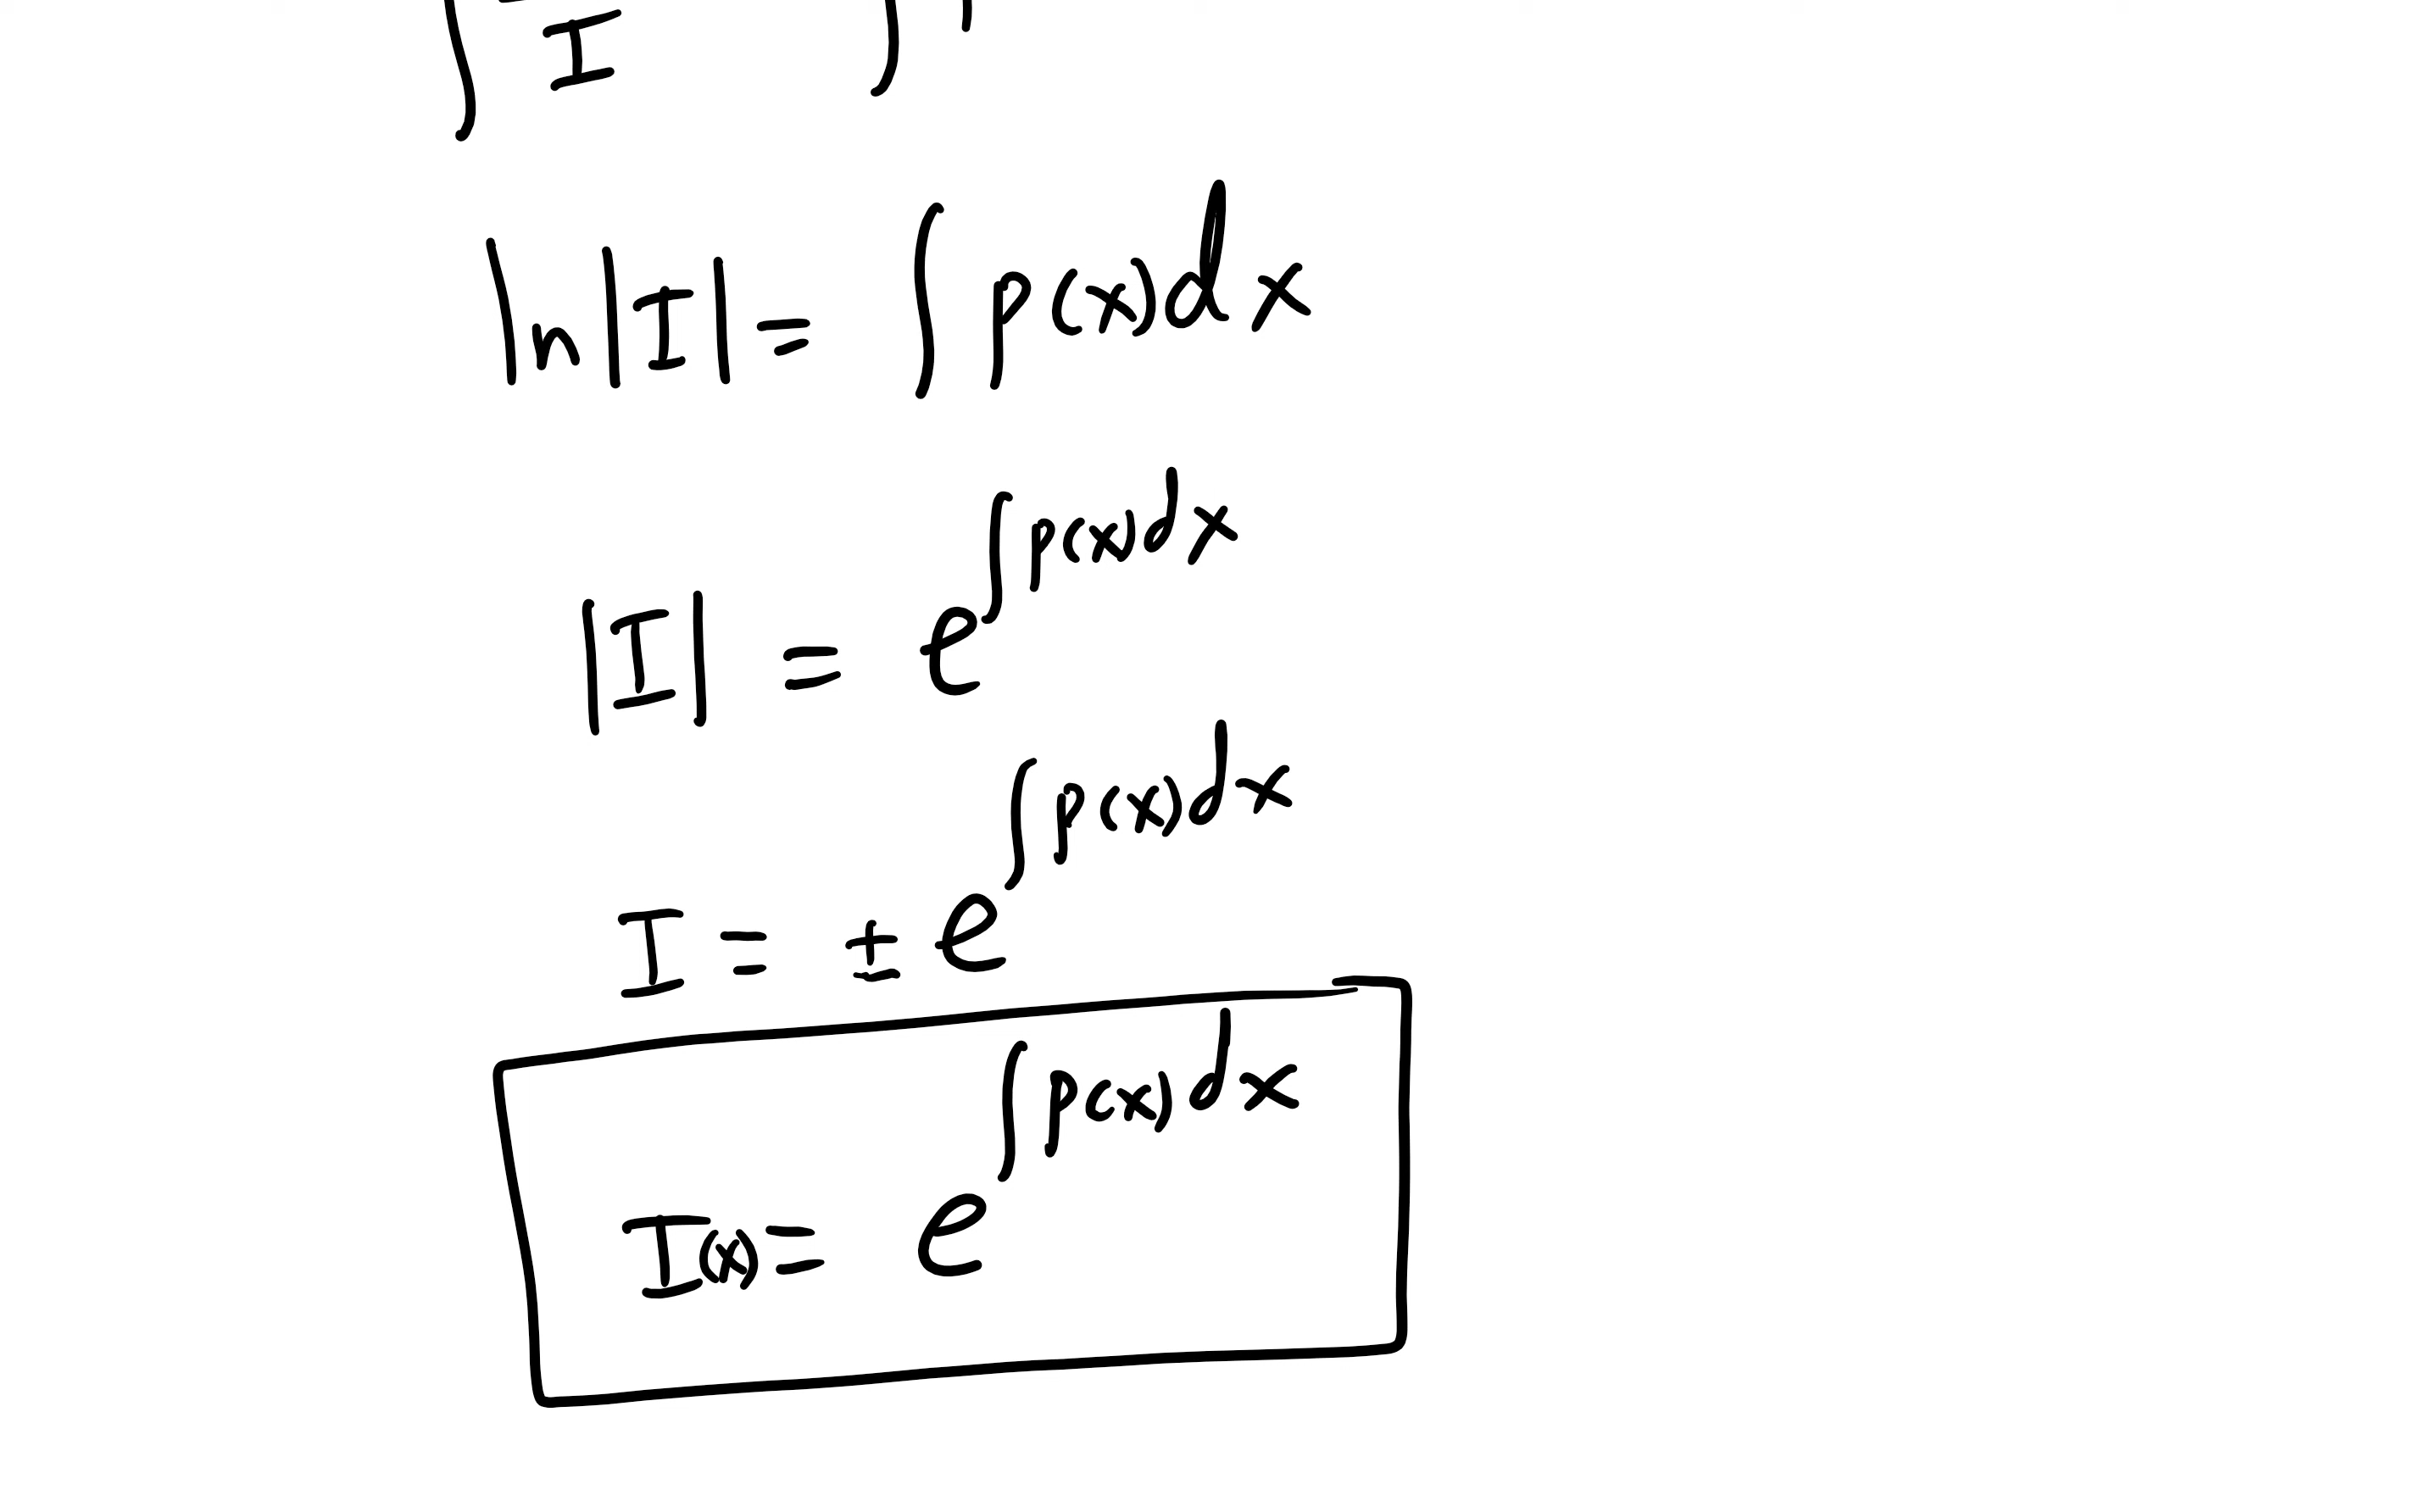 ∫ I ∫
ln|I| = ∫ p(x)dx
|I| = e^{∫ p(x)dx}
I = ± e^{∫ p(x)dx}
I(x) = e^{∫ p(x)dx}